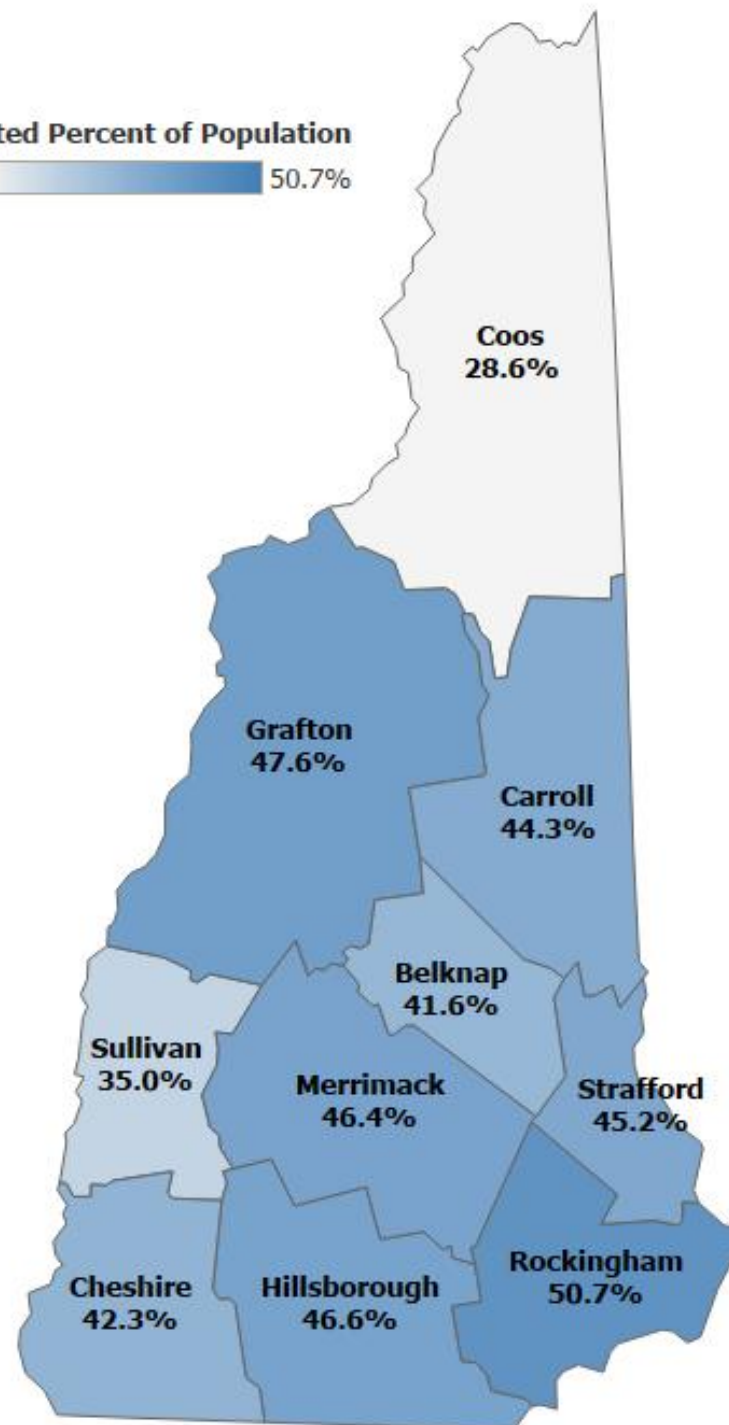 ted Percent of Population
50.7%
Coos
28.6%
Grafton
47.6%
Carroll
44.3%
Belknap
41.6%
Sullivan
35.0%
Merrimack
46.4%
Strafford
45.2%
Cheshire
42.3%
Hillsborough
46.6%
Rockingham
50.7%